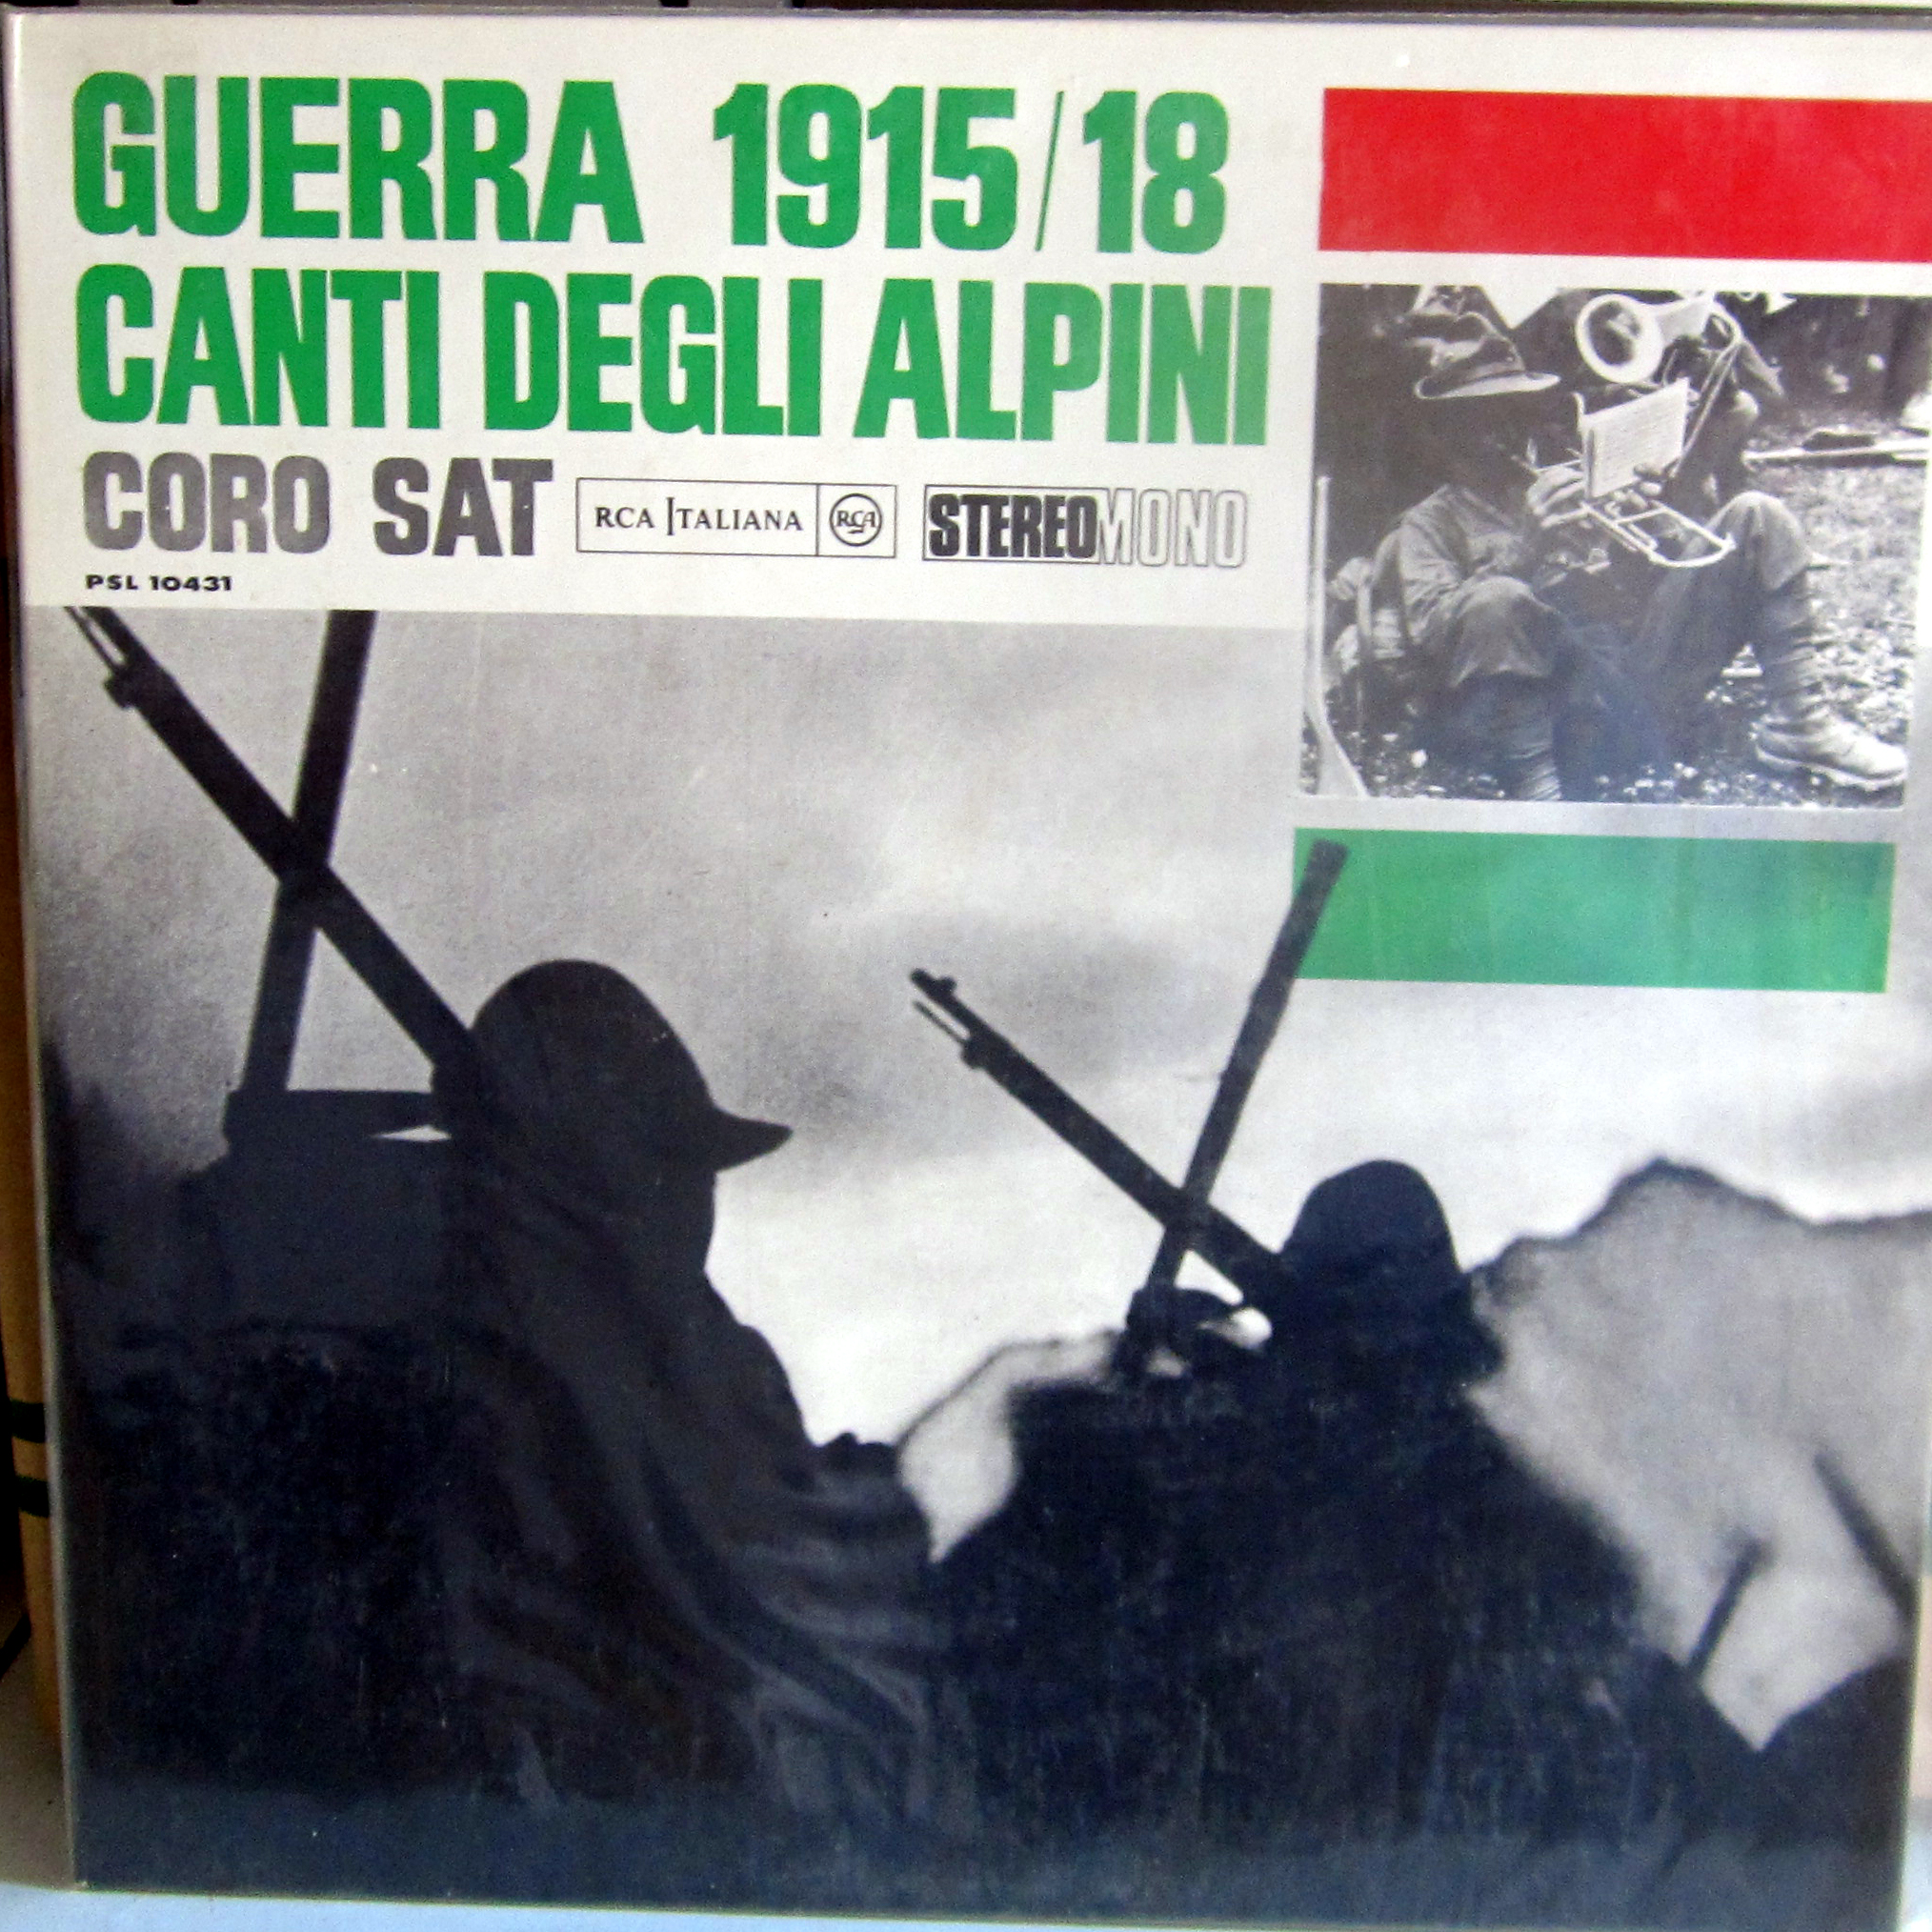 GUERRA 1915/18
CANTI DEGLI ALPINI
CORO SAT RCA ITALIANA RCA STEREO MONO
PSL 10431